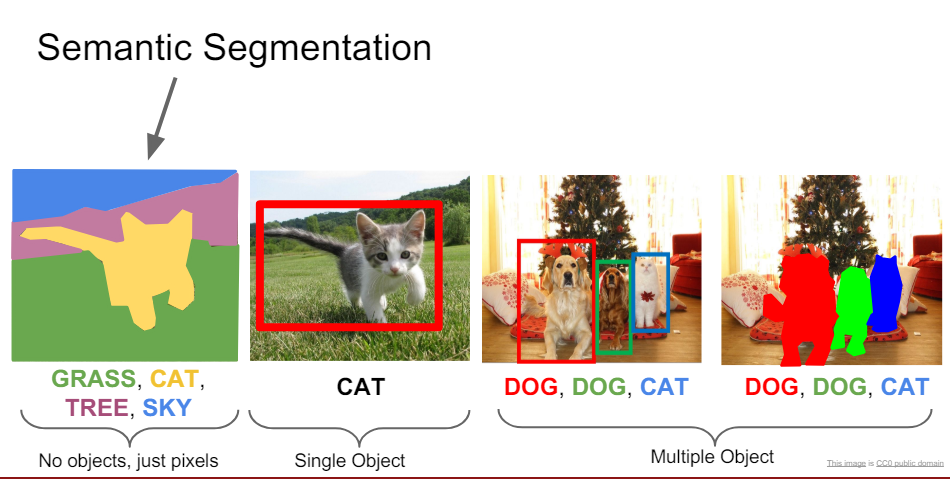 Semantic Segmentation
GRASS, CAT,
TREE, SKY
CAT
DOG, DOG, CAT
DOG, DOG, CAT
No objects, just pixels
Single Object
Multiple Object
This image is CC0 public domain